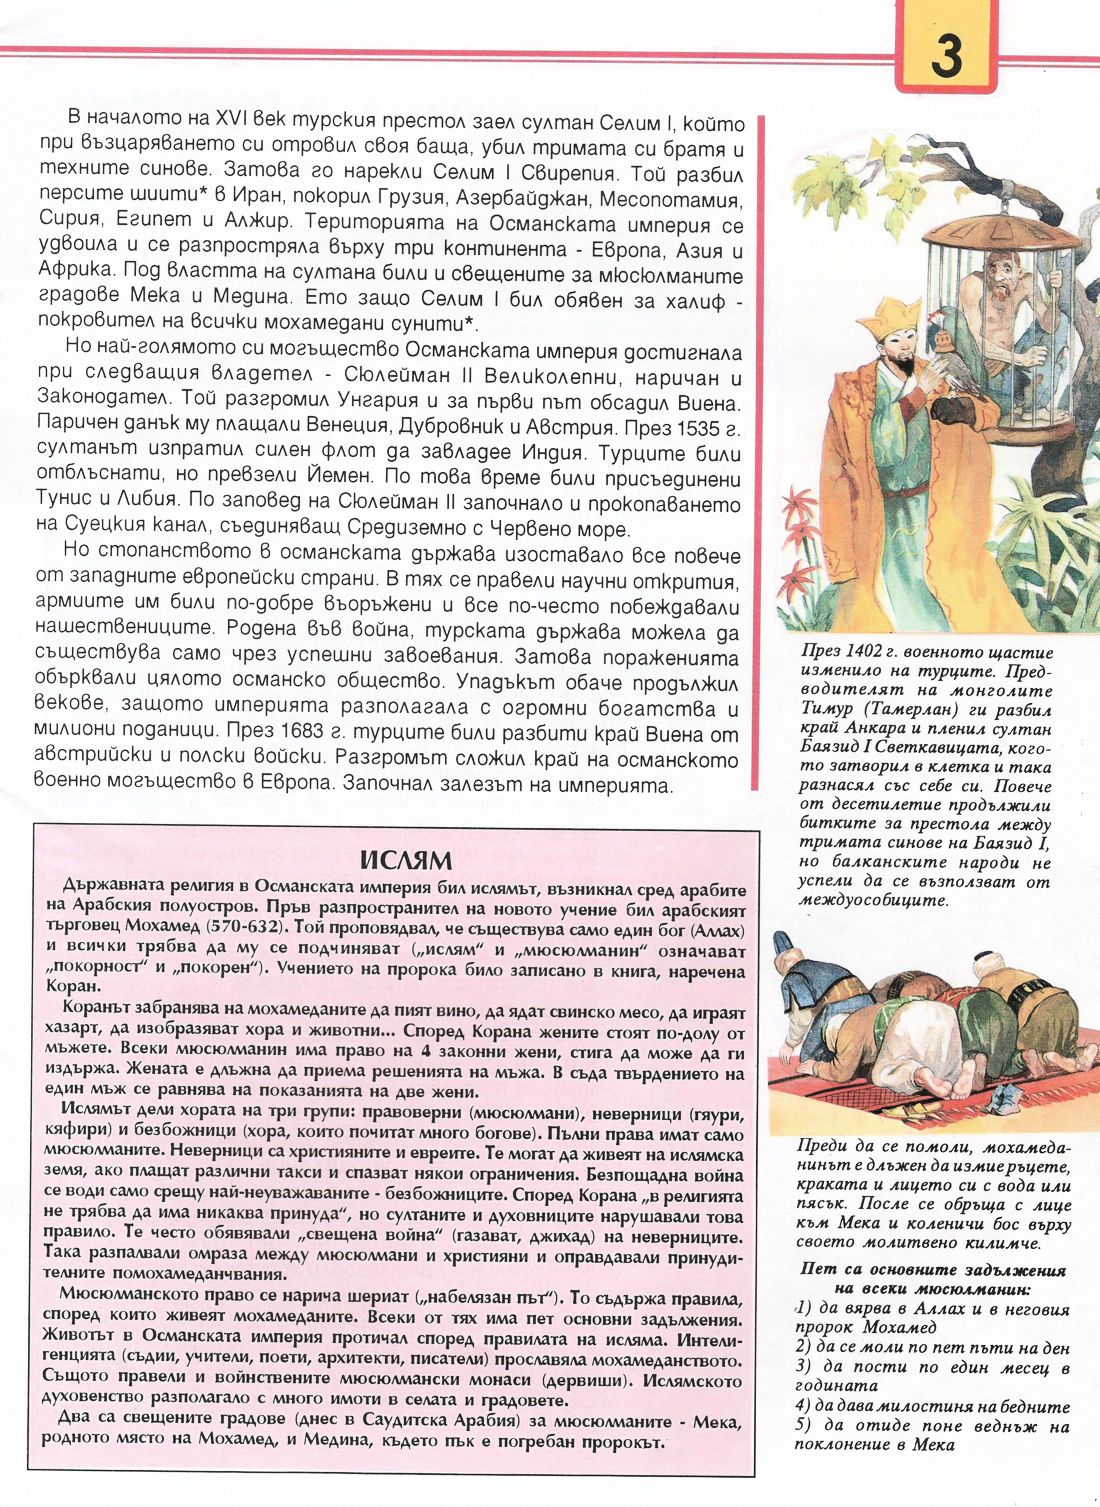 3
В началото на XVI век турския престол заел султан Селим I, който
при възцаряването си отровил своя баща, убил тримата си братя и
техните синове. Затова го нарекли Селим I Свирепия. Той разбил
персите шиити* в Иран, покорил Грузия, Азербайджан, Месопотамия,
Сирия, Египет и Алжир. Територията на Османската империя се
удвоила и се разпростряла върху три континента - Европа, Азия и
Африка. Под властта на султана били и свещените за мюсюлманите
градове Мека и Медина. Ето защо Селим I бил обявен за халиф -
покровител на всички мохамедани сунити*.
Но най-голямото си могъщество Османската империя достигнала
при следващия владетел - Сюлейман II Великолепни, наричан и
Законодател. Той разгромил Унгария и за първи път обсадил Виена.
Паричен данък му плащали Венеция, Дубровник и Австрия. През 1535 г.
султанът изпратил силен флот да завладее Индия. Турците били
отблъснати, но превзели Йемен. По това време били присъединени
Тунис и Либия. По заповед на Сюлейман II започнало и прокопаването
на Суецкия канал, съединяващ Средиземно с Червено море.
Но стопанството в османската държава изоставало все повече
от западните европейски страни. В тях се правели научни открития,
армиите им били по-добре въоръжени и все по-често побеждавали
нашествениците. Родена във война, турската държава можела да
съществува само чрез успешни завоевания. Затова пораженията
обърквали цялото османско общество. Упадъкът обаче продължил
векове, защото империята разполагала с огромни богатства и
милиони поданици. През 1683 г. турците били разбити край Виена от
австрийски и полски войски. Разгромът сложил край на османското
военно могъщество в Европа. Започнал залезът на империята.
През 1402 г. военното щастие
изменило на турците. Пред-
водителят на монголите
Тимур (Тамерлан) ги разбил
край Анкара и пленил султан
Баязид I Светкавицата, кого-
то затворил в клетка и така
разнасял със себе си. Повече
от десетилетие продължили
битките за престола между
тримата синове на Баязид I,
но балканските народи не
успели да се възползват от
междуособиците.
ИСЛЯМ
Държавната религия в Османската империя бил ислямът, възникнал сред арабите
на Арабския полуостров. Пръв разпространител на новото учение бил арабският
търговец Мохамед (570-632). Той проповядвал, че съществува само един бог (Аллах)
и всички трябва да му се подчиняват („ислям“ и „мюсюлманин“ означават
„покорност“ и „покорен“). Учението на пророка било записано в книга, наречена
Коран.
Коранът забранява на мохамеданите да пият вино, да ядат свинско месо, да играят
хазарт, да изобразяват хора и животни... Според Корана жените стоят по-долу от
мъжете. Всеки мюсюлманин има право на 4 законни жени, стига да може да ги
издържа. Жената е длъжна да приема решенията на мъжа. В съда твърдението на
един мъж се равнява на показанията на две жени.
Ислямът дели хората на три групи: правоверни (мюсюлмани), неверници (гяури,
кяфири) и безбожници (хора, които почитат много богове). Пълни права имат само
мюсюлманите. Неверници са християните и евреите. Те могат да живеят на ислямска
земя, ако плащат различни такси и спазват някои ограничения. Безпощадна война
се води само срещу най-неуважаваните - безбожниците. Според Корана „в религията
не трябва да има никаква принуда“, но султаните и духовниците нарушавали това
правило. Те често обявявали „свещена война“ (газават, джихад) на неверниците.
Така разпалвали омраза между мюсюлмани и християни и оправдавали принуди-
телните помохамеданчвания.
Мюсюлманското право се нарича шериат („набелязан път“). То съдържа правила,
според които живеят мохамеданите. Всеки от тях има пет основни задължения.
Животът в Османската империя протичал според правилата на исляма. Интели-
генцията (съдии, учители, поети, архитекти, писатели) прославяла мохамеданството.
Същото правели и войнствените мюсюлмански монаси (дервиши). Ислямското
духовенство разполагало с много имоти в селата и градовете.
Два са свещените градове (днес в Саудитска Арабия) за мюсюлманите - Мека,
родното място на Мохамед, и Медина, където пък е погребан пророкът.
Преди да се помоли, мохамеда-
нинът е длъжен да измие ръцете,
краката и лицето си с вода или
пясък. После се обръща с лице
към Мека и коленичи бос върху
своето молитвено килимче.
Пет са основните задължения
на всеки мюсюлманин:
1) да вярва в Аллах и в неговия
пророк Мохамед
2) да се моли по пет пъти на ден
3) да пости по един месец в
годината
4) да дава милостиня на бедните
5) да отиде поне веднъж на
поклонение в Мека